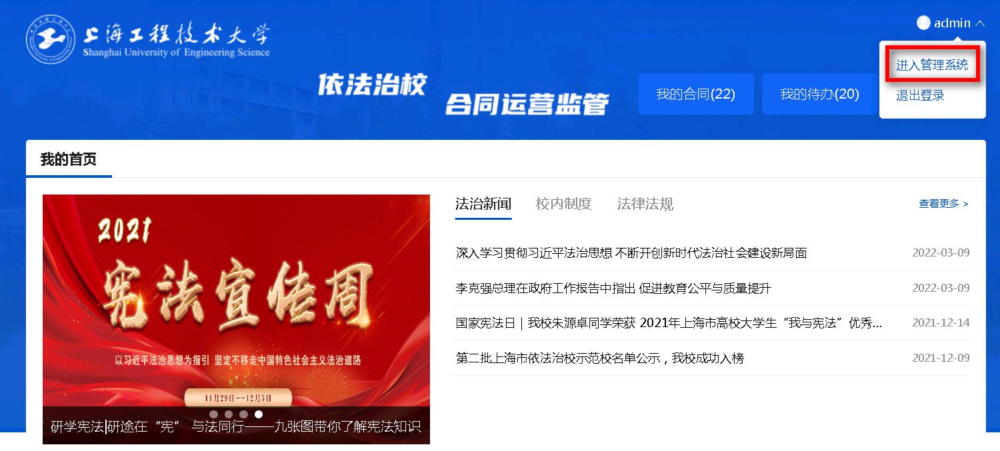 上海工程技术大学
Shanghai University of Engineering Science
admin
进入管理系统
退出登录
依法治校
合同运营监管
我的合同(22)
我的待办(20)
我的首页
2021
宪法宣传周
以习近平法治思想为指引 坚定不移走中国特色社会主义法治道路
11月29日--12月5日
研学宪法|研途在“宪” 与法同行——九张图带你了解宪法知识
法治新闻 校内制度 法律法规 查看更多 >
深入学习贯彻习近平法治思想 不断开创新时代法治社会建设新局面 2022-03-09
李克强总理在政府工作报告中指出 促进教育公平与质量提升 2022-03-09
国家宪法日 | 我校朱源卓同学荣获 2021年上海市高校大学生“我与宪法”优秀... 2021-12-14
第二批上海市依法治校示范校名单公示，我校成功入榜 2021-12-09